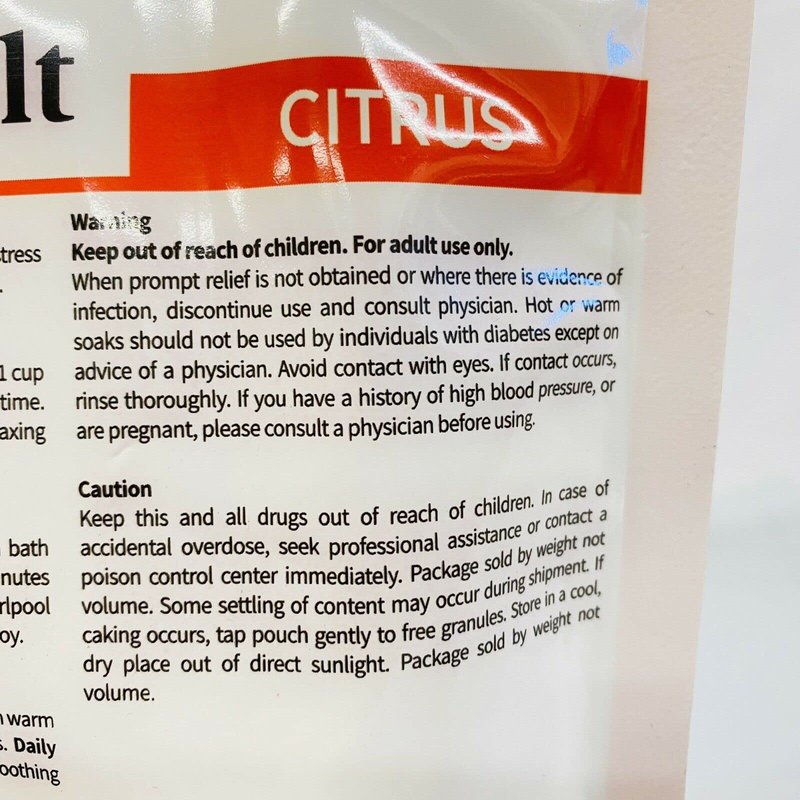 lt
CITRUS
tress
.
1 cup
time.
axing
bath
nutes
rlpool
oy.
warm
s. Daily
oothing
Warning
Keep out of reach of children. For adult use only.
When prompt relief is not obtained or where there is evidence of
infection, discontinue use and consult physician. Hot or warm
soaks should not be used by individuals with diabetes except on
advice of a physician. Avoid contact with eyes. If contact occurs,
rinse thoroughly. If you have a history of high blood pressure, or
are pregnant, please consult a physician before using.
Caution
Keep this and all drugs out of reach of children. In case of
accidental overdose, seek professional assistance or contact a
poison control center immediately. Package sold by weight not
volume. Some settling of content may occur during shipment. If
caking occurs, tap pouch gently to free granules. Store in a cool,
dry place out of direct sunlight. Package sold by weight not
volume.